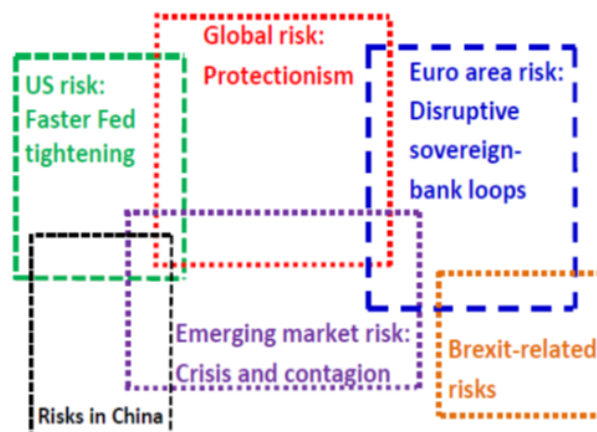 Global risk:
Protectionism
US risk:
Faster Fed
tightening
Euro area risk:
Disruptive
sovereign-
bank loops
Emerging market risk:
Crisis and contagion
Brexit-related
risks
Risks in China